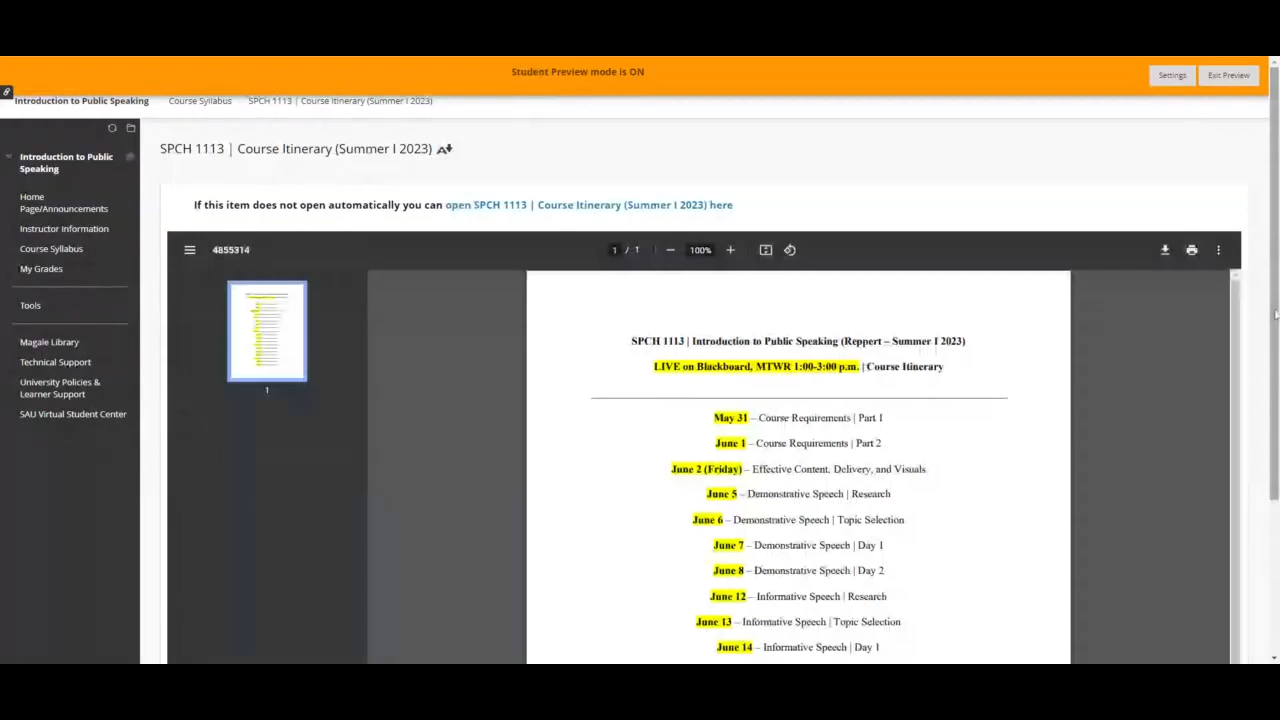 Student Preview mode is ON
Settings
Exit Preview
Introduction to Public Speaking
Course Syllabus
SPCH 1113 | Course Itinerary (Summer I 2023)
Introduction to Public
Speaking
Home
Page/Announcements
Instructor Information
Course Syllabus
My Grades
Tools
Magale Library
Technical Support
University Policies &
Learner Support
SAU Virtual Student Center
SPCH 1113 | Course Itinerary (Summer I 2023)
If this item does not open automatically you can open SPCH 1113 | Course Itinerary (Summer I 2023) here
4855314
1 / 1
100%
1
SPCH 1113 | Introduction to Public Speaking (Reppert – Summer I 2023)
LIVE on Blackboard, MTWR 1:00-3:00 p.m. | Course Itinerary
May 31 – Course Requirements | Part 1
June 1 – Course Requirements | Part 2
June 2 (Friday) – Effective Content, Delivery, and Visuals
June 5 – Demonstrative Speech | Research
June 6 – Demonstrative Speech | Topic Selection
June 7 – Demonstrative Speech | Day 1
June 8 – Demonstrative Speech | Day 2
June 12 – Informative Speech | Research
June 13 – Informative Speech | Topic Selection
June 14 – Informative Speech | Day 1